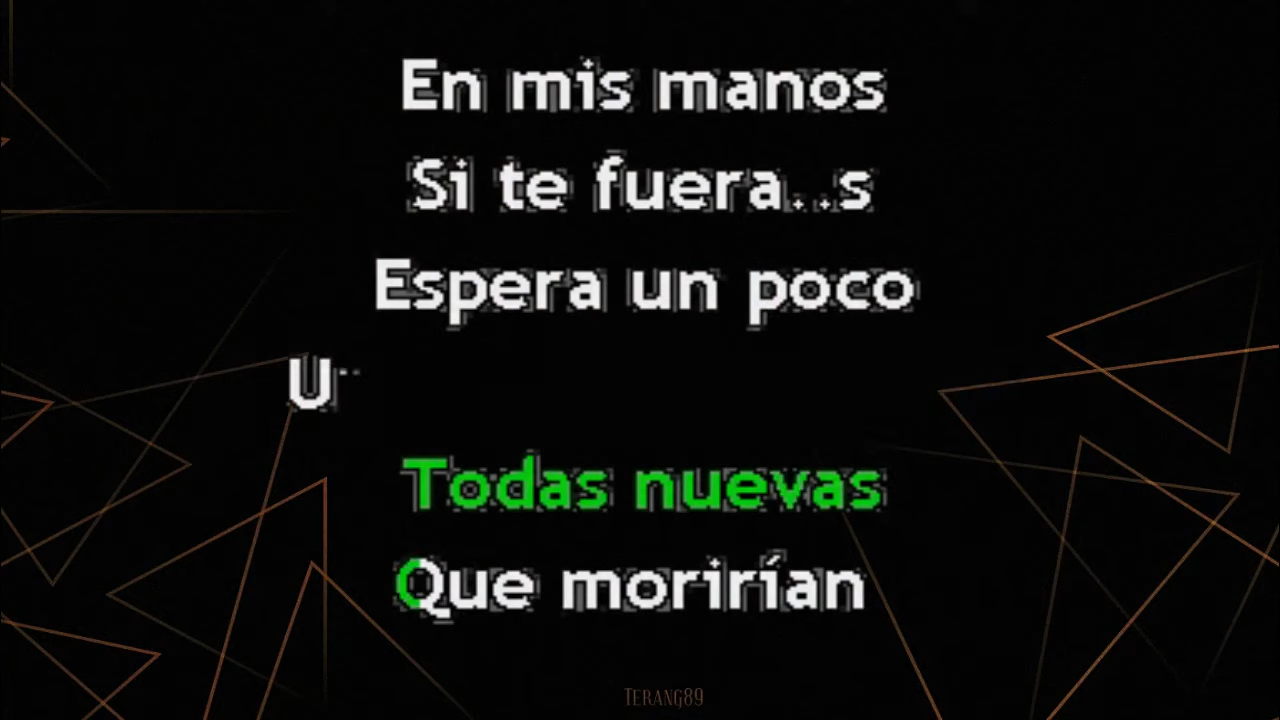 En mis manos
Si te fuera..s
Espera un poco
U
Todas nuevas
Que morirían
Terang89